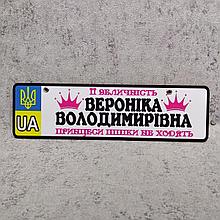 ЇЇ ВЕЛИЧНІСТЬ
ВЕРОНІКА
ВОЛОДИМИРІВНА
UA
ПРИНЦЕСИ ПІШКИ НЕ ХОДЯТЬ